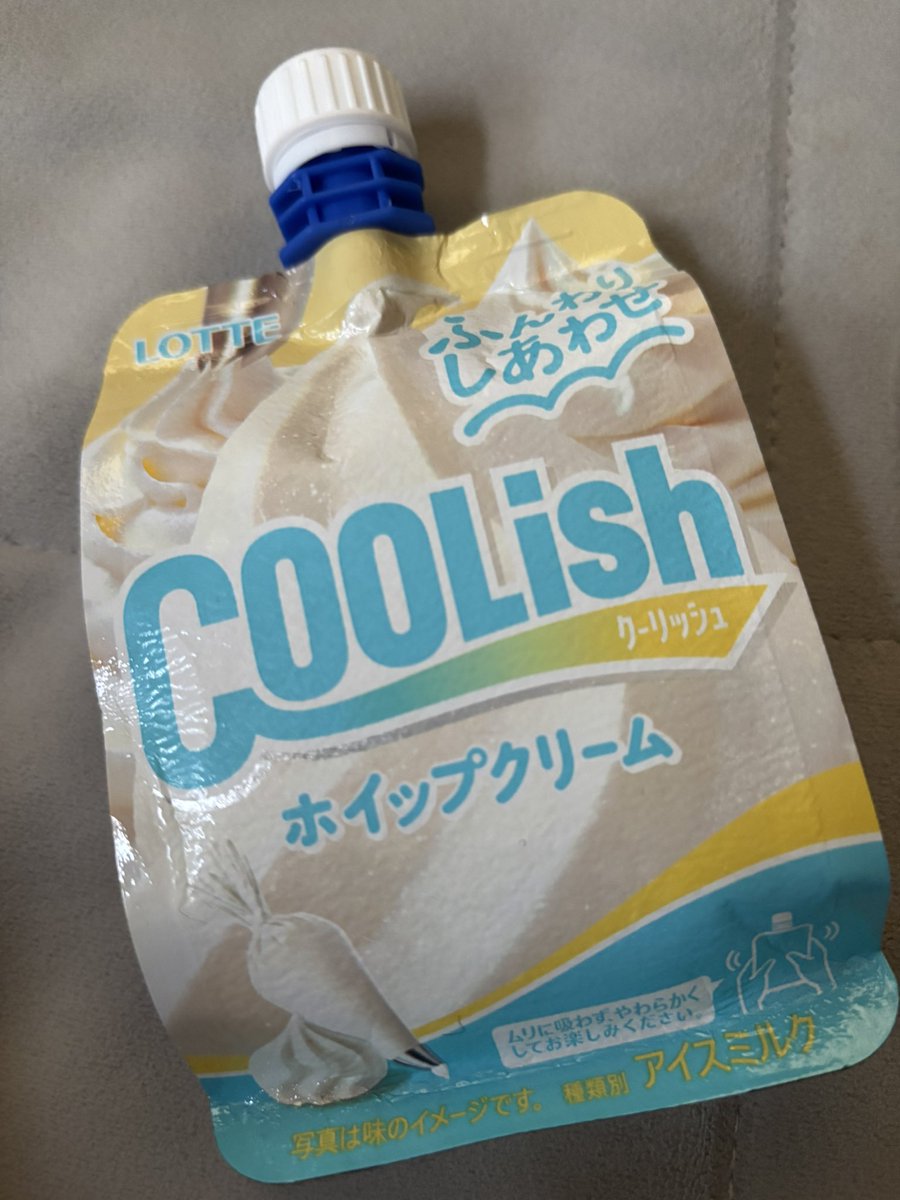 LOTTE
ふんわり
しあわせ
COOLish
クーリッシュ
ホイップクリーム
ムリに吸わず、やわらかく
してお楽しみください。
写真は味のイメージです。 種類別 アイスミルク